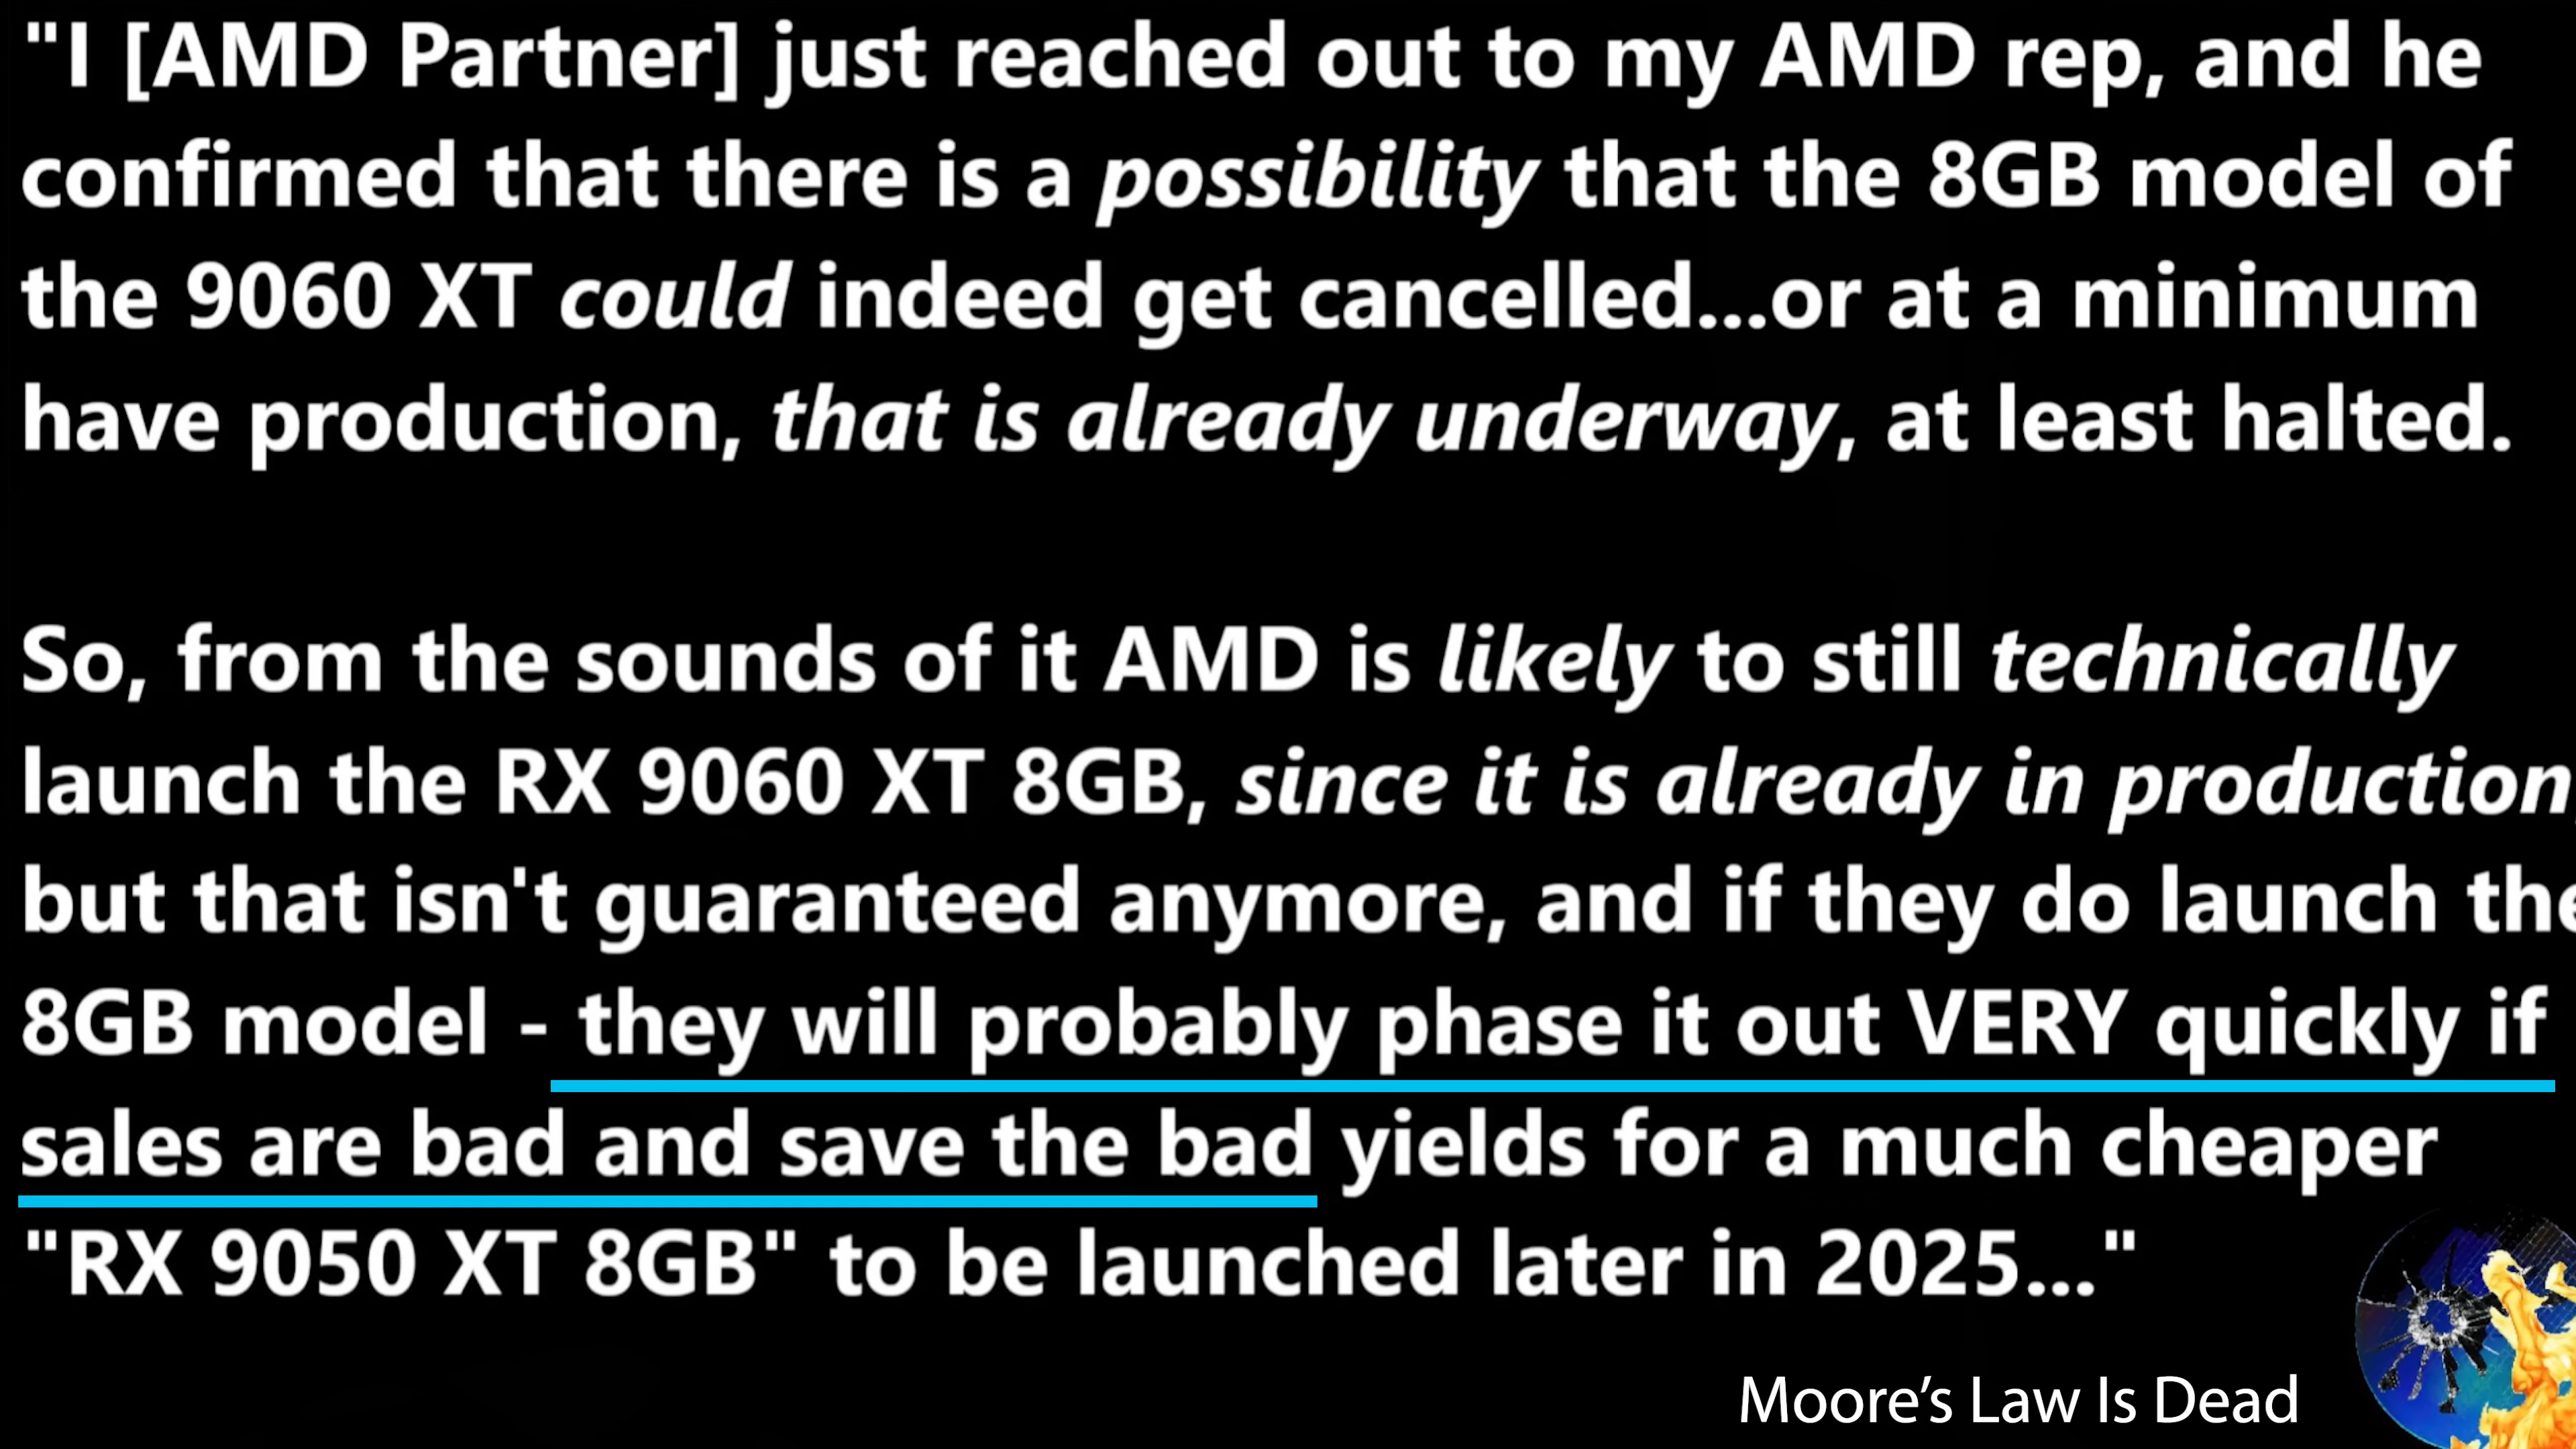 "I [AMD Partner] just reached out to my AMD rep, and he
confirmed that there is a possibility that the 8GB model of
the 9060 XT could indeed get cancelled...or at a minimum
have production, that is already underway, at least halted.
So, from the sounds of it AMD is likely to still technically
launch the RX 9060 XT 8GB, since it is already in production,
but that isn't guaranteed anymore, and if they do launch the
8GB model - they will probably phase it out VERY quickly if
sales are bad and save the bad yields for a much cheaper
"RX 9050 XT 8GB" to be launched later in 2025..."
Moore's Law Is Dead